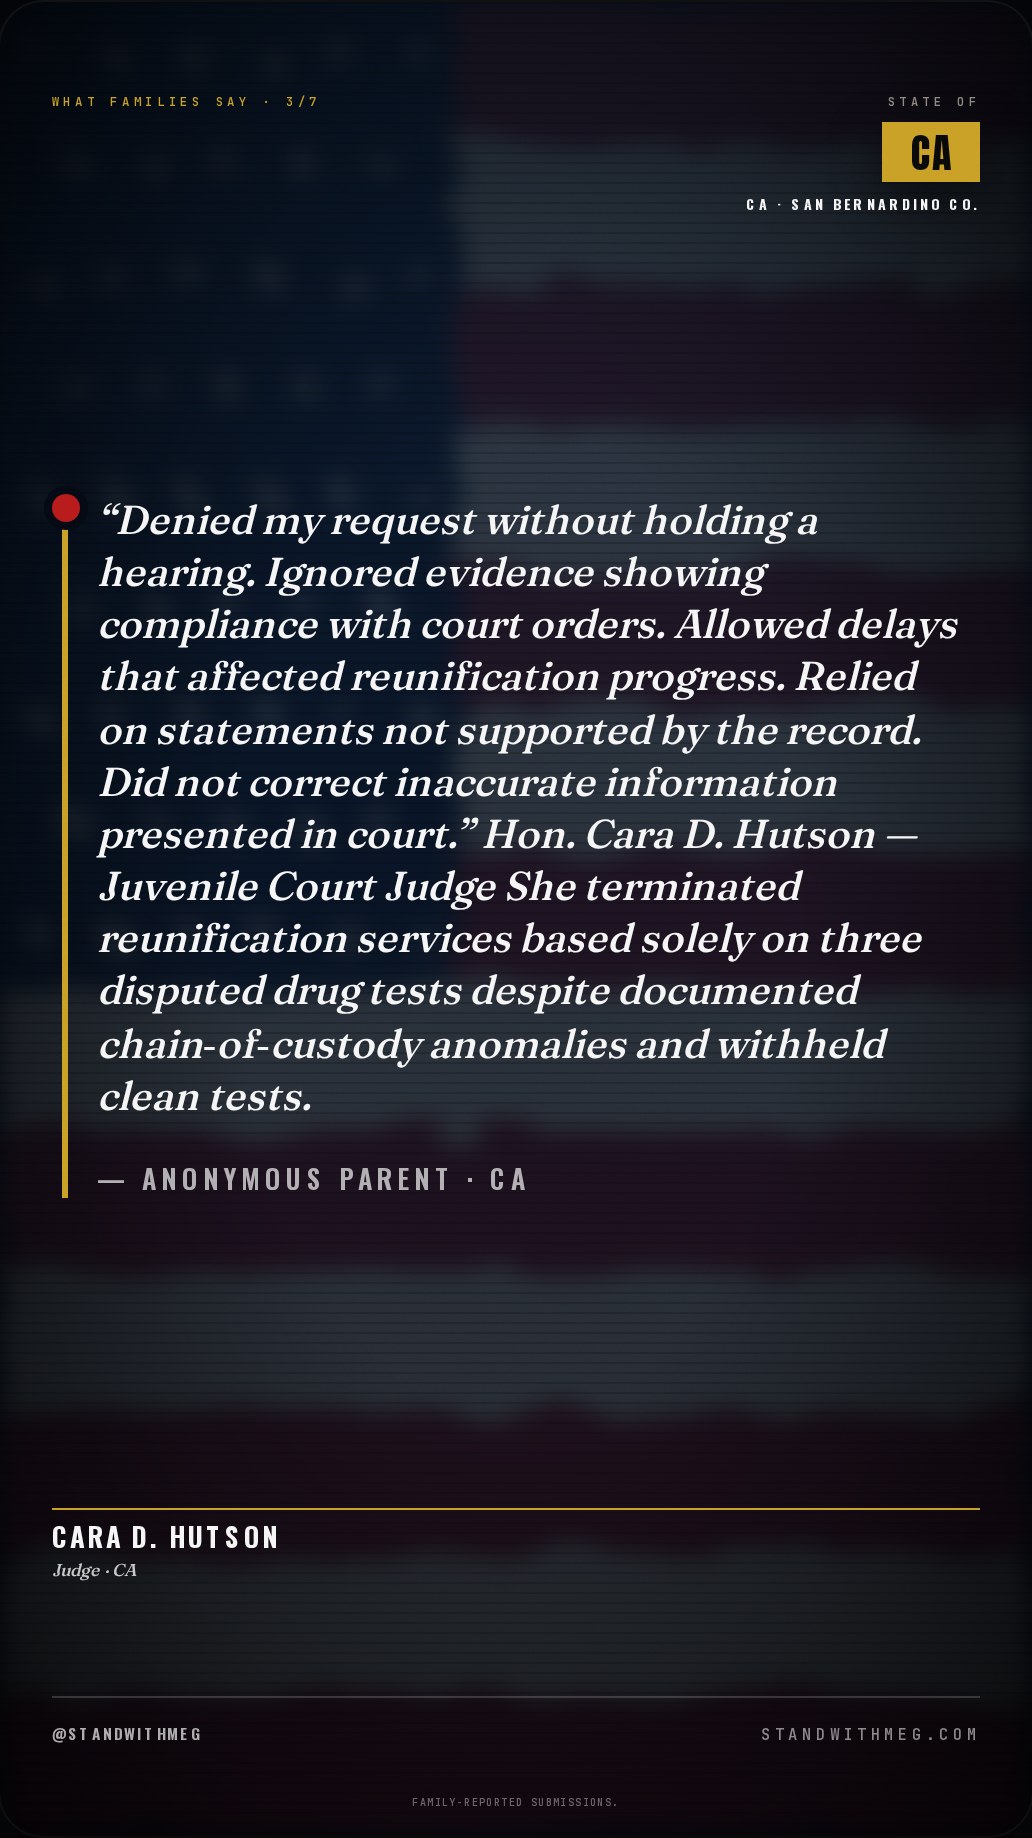 WHAT FAMILIES SAY · 3/7
STATE OF
CA
CA · SAN BERNARDINO CO.
“Denied my request without holding a
hearing. Ignored evidence showing
compliance with court orders. Allowed delays
that affected reunification progress. Relied
on statements not supported by the record.
Did not correct inaccurate information
presented in court.” Hon. Cara D. Hutson —
Juvenile Court Judge She terminated
reunification services based solely on three
disputed drug tests despite documented
chain-of-custody anomalies and withheld
clean tests.
— ANONYMOUS PARENT · CA
CARA D. HUTSON
Judge · CA
@STANDWITHMEG
STANDWITHMEG.COM
FAMILY-REPORTED SUBMISSIONS.